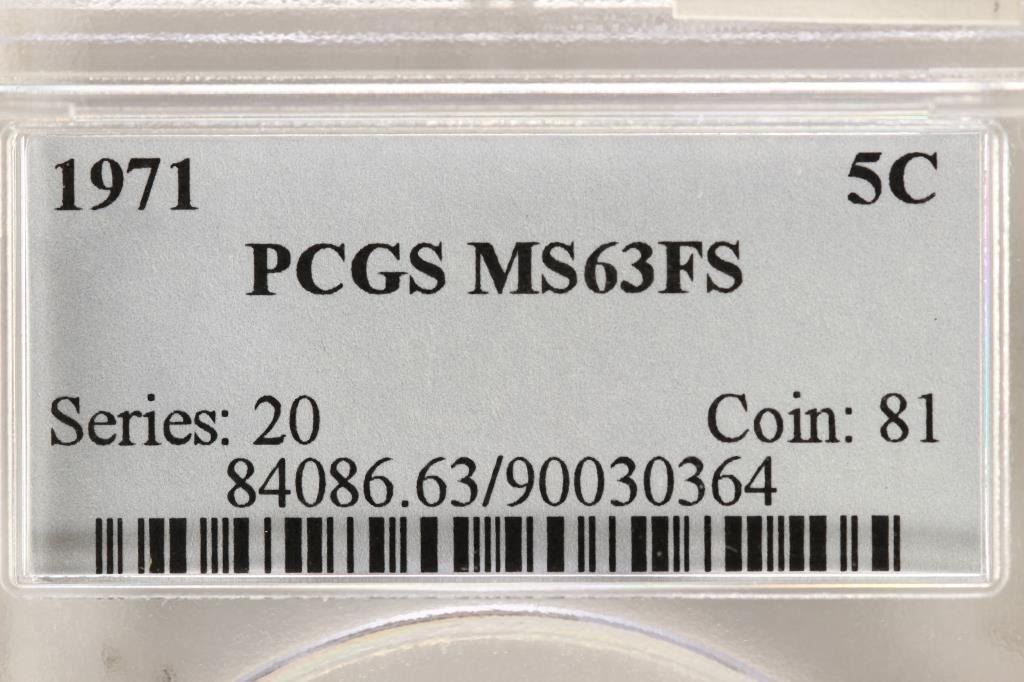 1971 5C
PCGS MS63FS
Series: 20 Coin: 81
84086.63/90030364